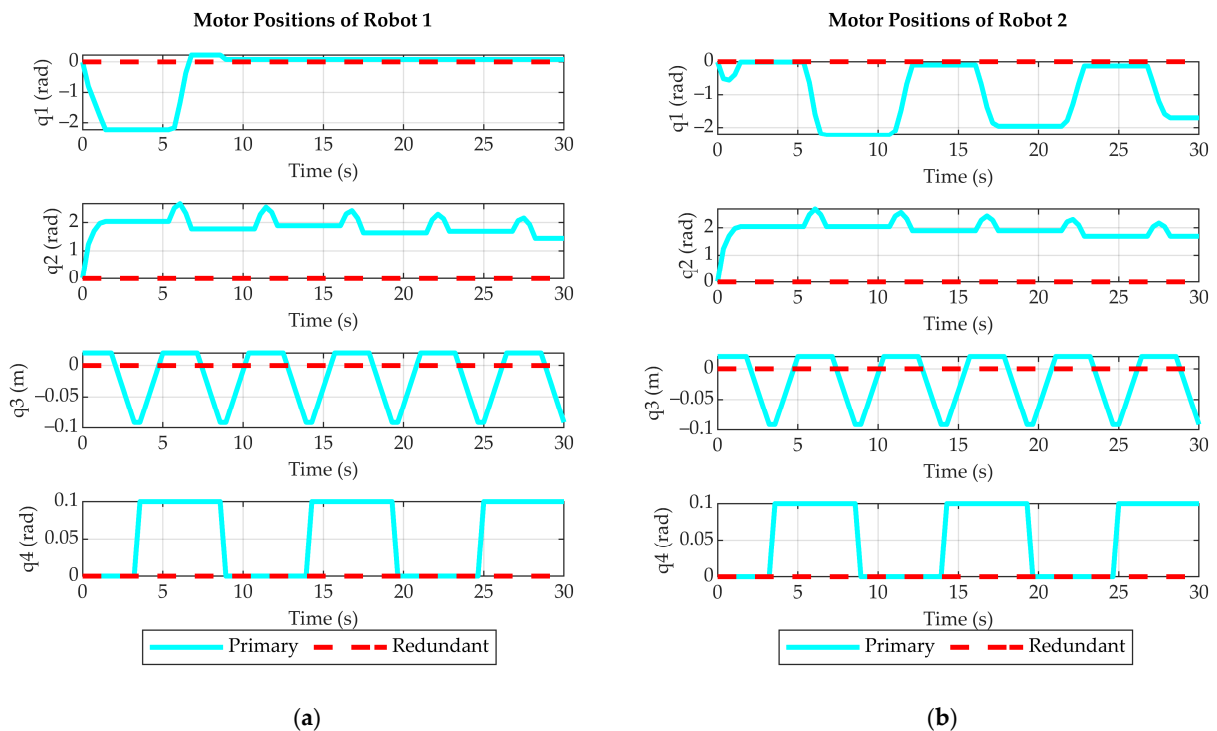 Motor Positions of Robot 1
q1 (rad)
0
−1
−2
0 5 10 15 20 25 30
Time (s)
q2 (rad)
2
1
0
0 5 10 15 20 25 30
Time (s)
q3 (m)
0
−0.05
−0.1
0 5 10 15 20 25 30
Time (s)
q4 (rad)
0.1
0.05
0
0 5 10 15 20 25 30
Time (s)
Primary Redundant
(a)
Motor Positions of Robot 2
q1 (rad)
0
−1
−2
0 5 10 15 20 25 30
Time (s)
q2 (rad)
2
1
0
0 5 10 15 20 25 30
Time (s)
q3 (m)
0
−0.05
−0.1
0 5 10 15 20 25 30
Time (s)
q4 (rad)
0.1
0.05
0
0 5 10 15 20 25 30
Time (s)
Primary Redundant
(b)